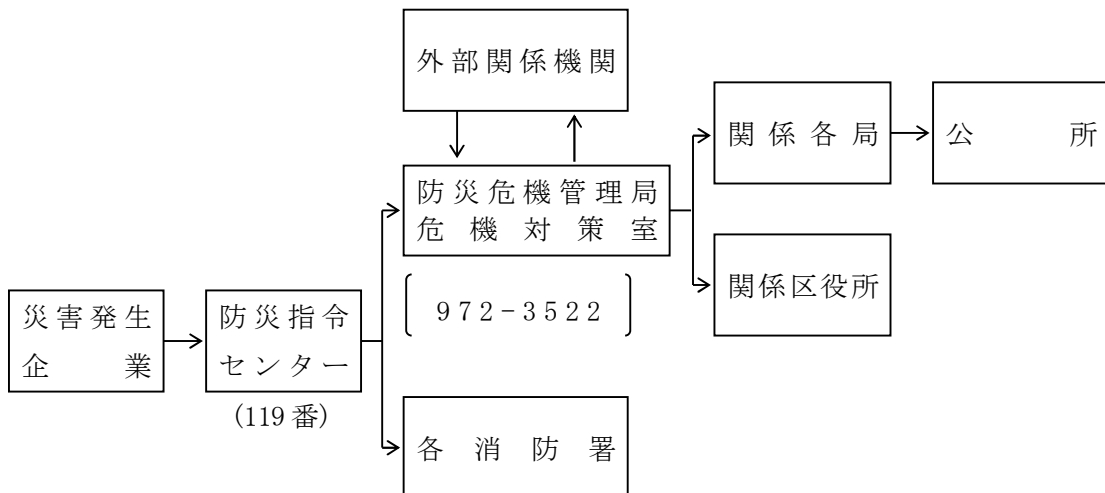 外部関係機関
関係各局
公所
防災危機管理局
危機対策室
972-3522
関係区役所
災害発生
企業
防災指令
センター
(119番)
各消防署